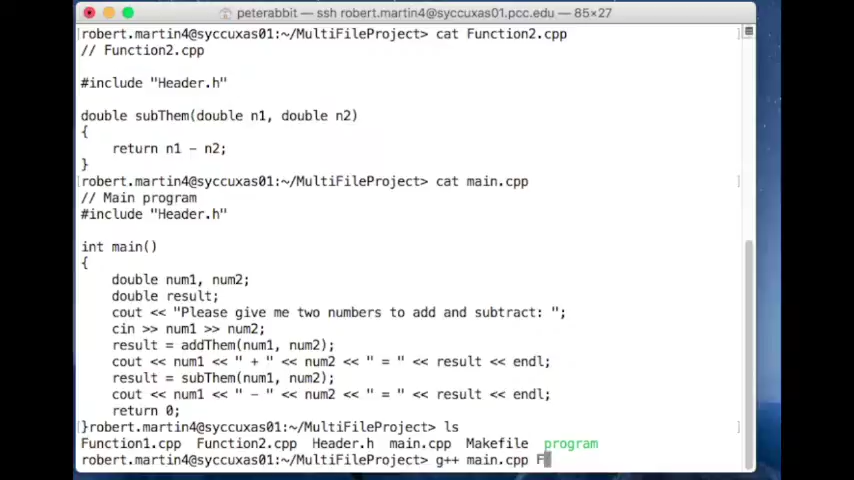 peterabbit — ssh robert.martin4@syccuxas01.pcc.edu — 85×27
[robert.martin4@syccuxas01:~/MultiFileProject> cat Function2.cpp ]
// Function2.cpp
#include "Header.h"
double subThem(double n1, double n2)
{
return n1 - n2;
}
[robert.martin4@syccuxas01:~/MultiFileProject> cat main.cpp ]
// Main program
#include "Header.h"
int main()
{
double num1, num2;
double result;
cout << "Please give me two numbers to add and subtract: ";
cin >> num1 >> num2;
result = addThem(num1, num2);
cout << num1 << " + " << num2 << " = " << result << endl;
result = subThem(num1, num2);
cout << num1 << " - " << num2 << " = " << result << endl;
return 0;
[}robert.martin4@syccuxas01:~/MultiFileProject> ls ]
Function1.cpp Function2.cpp Header.h main.cpp Makefile program
robert.martin4@syccuxas01:~/MultiFileProject> g++ main.cpp F